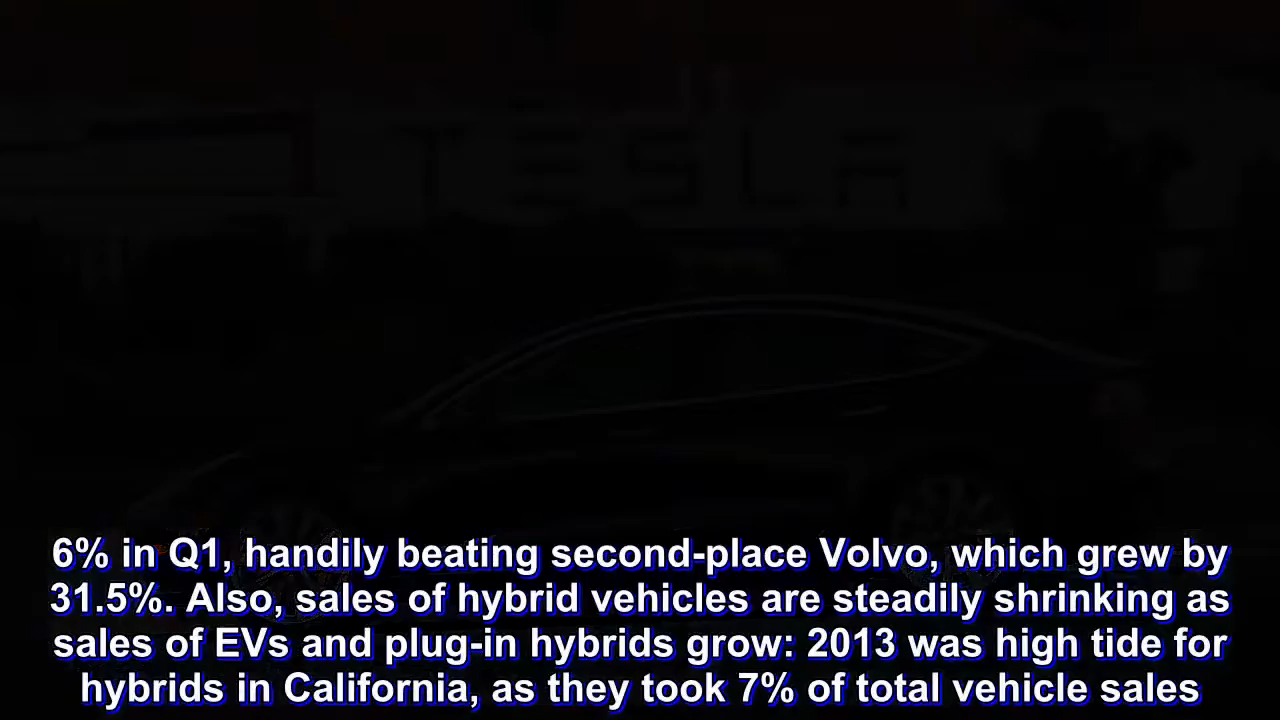 TESLA
6% in Q1, handily beating second-place Volvo, which grew by
31.5%. Also, sales of hybrid vehicles are steadily shrinking as
sales of EVs and plug-in hybrids grow: 2013 was high tide for
hybrids in California, as they took 7% of total vehicle sales